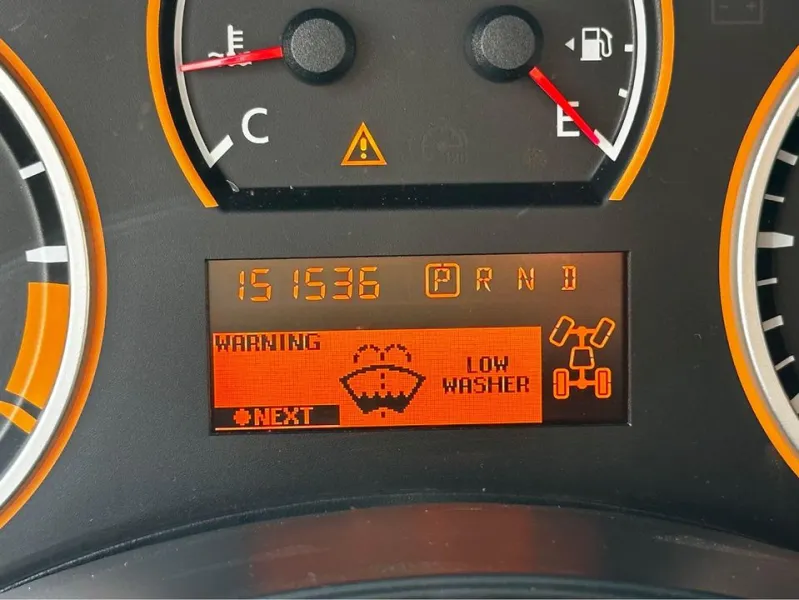 C
E
151536 P R N D
WARNING
LOW
WASHER
NEXT